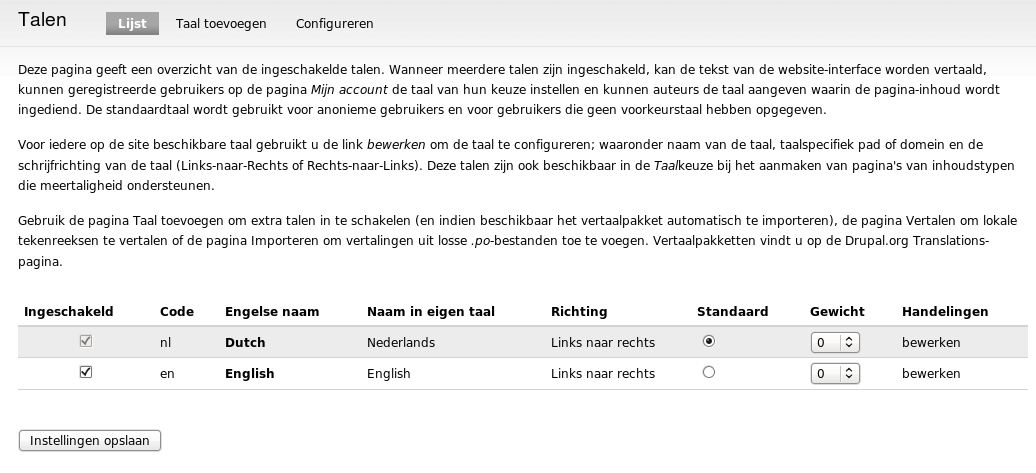 Talen Lijst Taal toevoegen Configureren
Deze pagina geeft een overzicht van de ingeschakelde talen. Wanneer meerdere talen zijn ingeschakeld, kan de tekst van de website-interface worden vertaald,
kunnen geregistreerde gebruikers op de pagina Mijn account de taal van hun keuze instellen en kunnen auteurs de taal aangeven waarin de pagina-inhoud wordt
ingediend. De standaardtaal wordt gebruikt voor anonieme gebruikers en voor gebruikers die geen voorkeurstaal hebben opgegeven.
Voor iedere op de site beschikbare taal gebruikt u de link bewerken om de taal te configureren; waaronder naam van de taal, taalspecifiek pad of domein en de
schrijfrichting van de taal (Links-naar-Rechts of Rechts-naar-Links). Deze talen zijn ook beschikbaar in de Taalkeuze bij het aanmaken van pagina's van inhoudstypen
die meertaligheid ondersteunen.
Gebruik de pagina Taal toevoegen om extra talen in te schakelen (en indien beschikbaar het vertaalpakket automatisch te importeren), de pagina Vertalen om lokale
tekenreeksen te vertalen of de pagina Importeren om vertalingen uit losse .po-bestanden toe te voegen. Vertaalpakketten vindt u op de Drupal.org Translations-
pagina.
Ingeschakeld Code Engelse naam Naam in eigen taal Richting Standaard Gewicht Handelingen
nl Dutch Nederlands Links naar rechts 0 bewerken
en English English Links naar rechts 0 bewerken
Instellingen opslaan